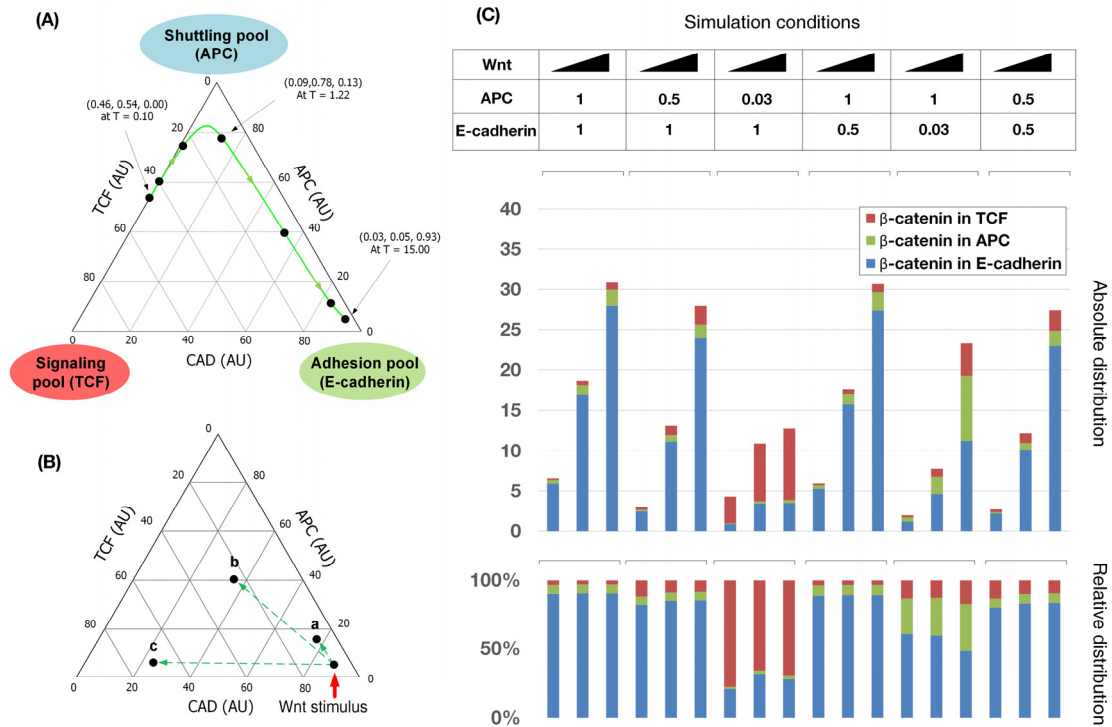 (A)
Shuttling pool
(APC)
(0.46, 0.54, 0.00)
at T = 0.10
(0.09,0.78, 0.13)
At T = 1.22
(0.03, 0.05, 0.93)
At T = 15.00
TCF (AU)
0
20
40
60
80
APC (AU)
80
60
40
20
0
0
20
40
60
80
CAD (AU)
Signaling
pool (TCF)
Adhesion pool
(E-cadherin)
(B)
TCF (AU)
0
20
40
60
80
APC (AU)
80
60
40
20
0
b
a
c
0
20
40
60
80
CAD (AU)
Wnt stimulus
(C)
Simulation conditions
Wnt
APC 1 0.5 0.03 1 1 0.5
E-cadherin 1 1 1 0.5 0.03 0.5
40
35
30
25
20
15
10
5
0
β-catenin in TCF
β-catenin in APC
β-catenin in E-cadherin
Absolute distribution
100%
50%
0%
Relative distribution